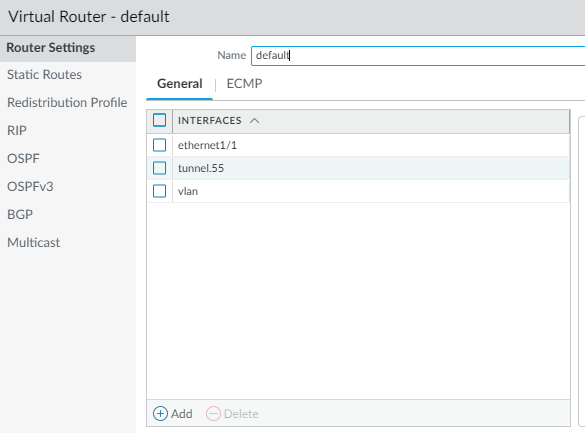 Virtual Router - default
Router Settings
Static Routes
Redistribution Profile
RIP
OSPF
OSPFv3
BGP
Multicast
Name default
General ECMP
INTERFACES
ethernet1/1
tunnel.55
vlan
Add Delete